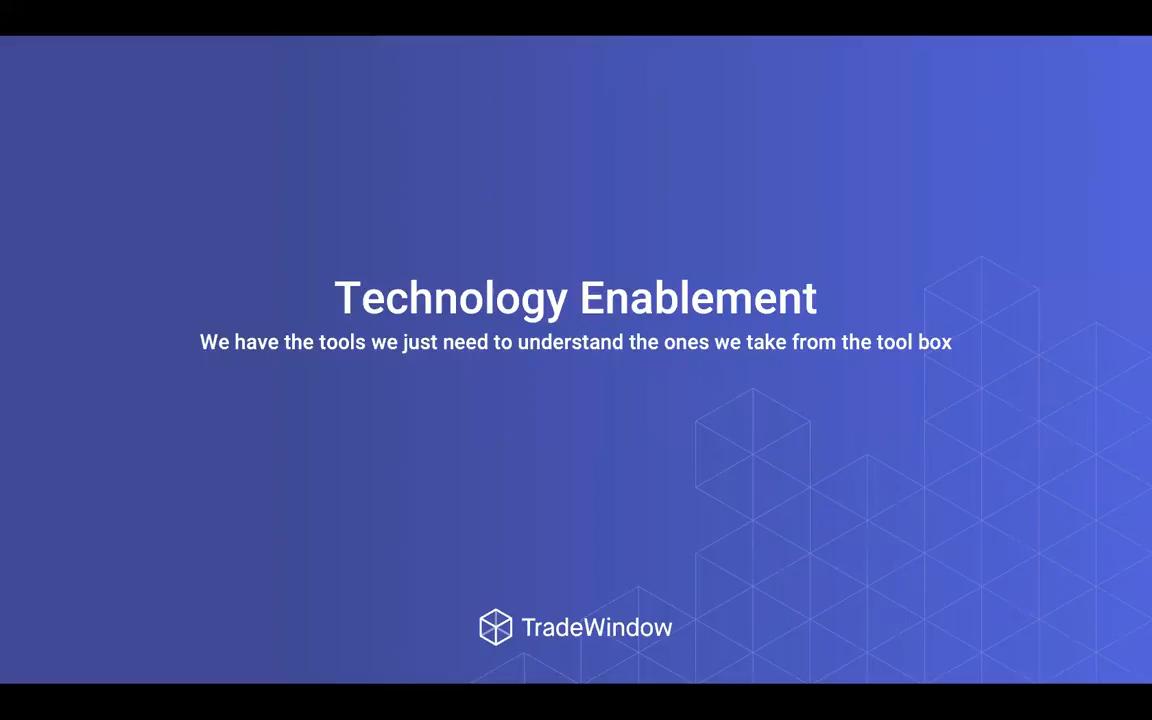 Technology Enablement
We have the tools we just need to understand the ones we take from the tool box
TradeWindow